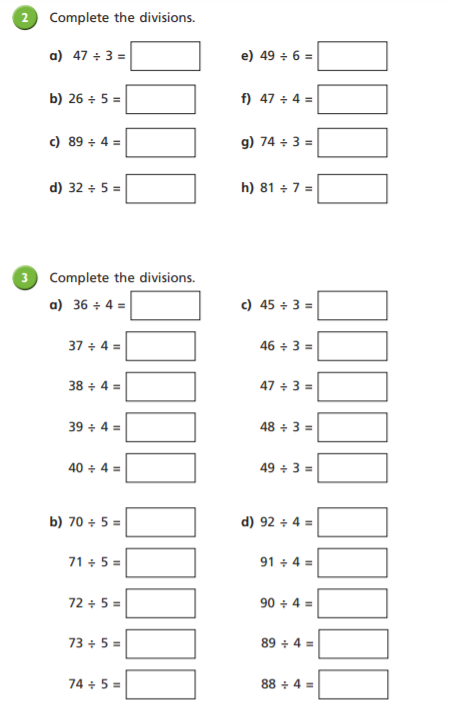 2 Complete the divisions.
a) 47 ÷ 3 =
e) 49 ÷ 6 =
b) 26 ÷ 5 =
f) 47 ÷ 4 =
c) 89 ÷ 4 =
g) 74 ÷ 3 =
d) 32 ÷ 5 =
h) 81 ÷ 7 =
3 Complete the divisions.
a) 36 ÷ 4 =
37 ÷ 4 =
38 ÷ 4 =
39 ÷ 4 =
40 ÷ 4 =
c) 45 ÷ 3 =
46 ÷ 3 =
47 ÷ 3 =
48 ÷ 3 =
49 ÷ 3 =
b) 70 ÷ 5 =
71 ÷ 5 =
72 ÷ 5 =
73 ÷ 5 =
74 ÷ 5 =
d) 92 ÷ 4 =
91 ÷ 4 =
90 ÷ 4 =
89 ÷ 4 =
88 ÷ 4 =